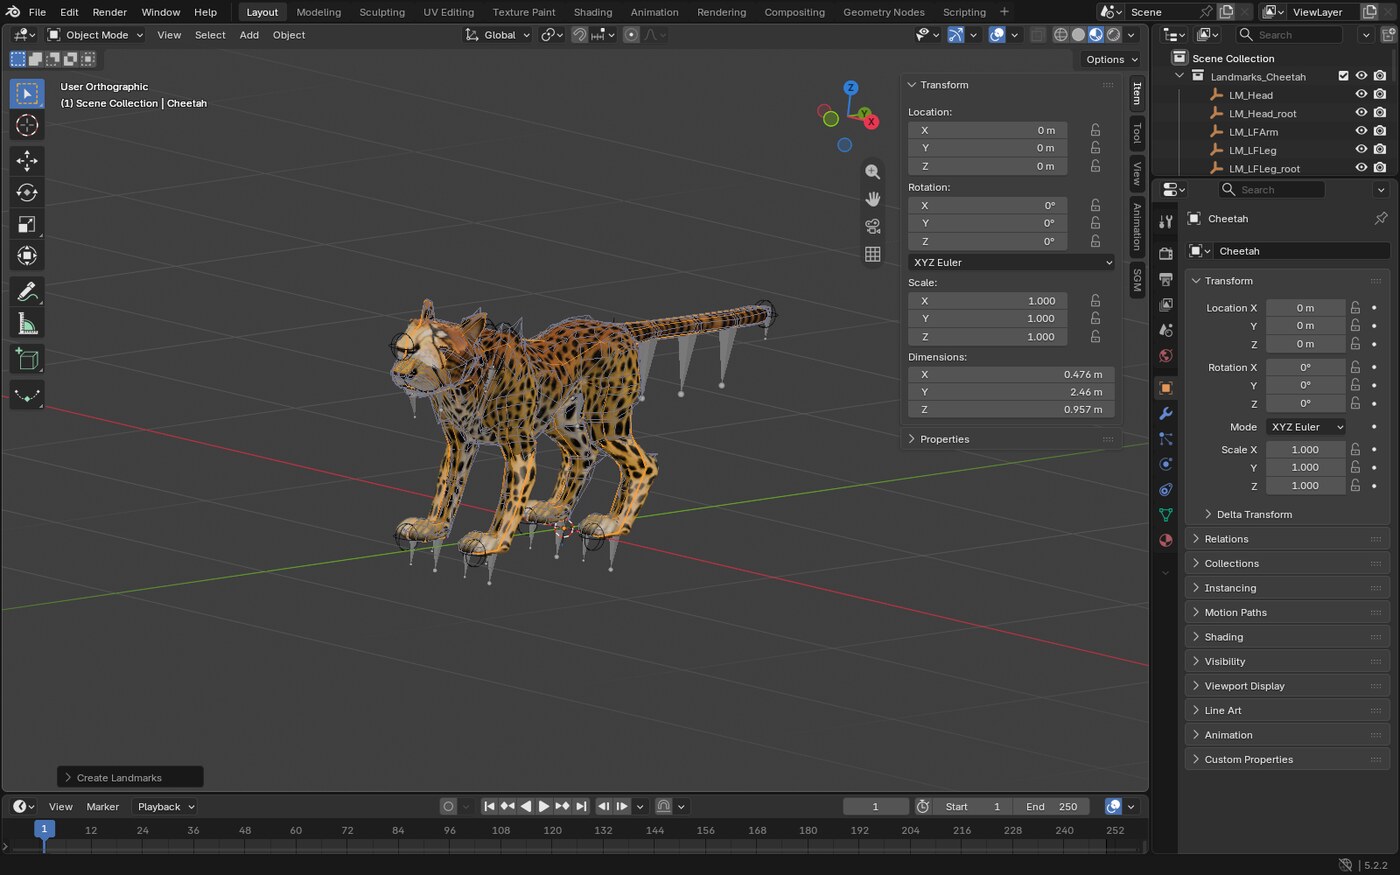 File Edit Render Window Help Layout Modeling Sculpting UV Editing Texture Paint Shading Animation Rendering Compositing Geometry Nodes Scripting + Scene ViewLayer
Object Mode View Select Add Object Global Search
Options
User Orthographic
(1) Scene Collection | Cheetah
Z
Y
X
Transform
Location:
X 0 m
Y 0 m
Z 0 m
Rotation:
X 0°
Y 0°
Z 0°
XYZ Euler
Scale:
X 1.000
Y 1.000
Z 1.000
Dimensions:
X 0.476 m
Y 2.46 m
Z 0.957 m
Properties
Item
Tool
View
Animation
SGM
Scene Collection
Landmarks_Cheetah
LM_Head
LM_Head_root
LM_LFArm
LM_LFLeg
LM_LFLeg_root
Search
Cheetah
Cheetah
Transform
Location X 0 m
Y 0 m
Z 0 m
Rotation X 0°
Y 0°
Z 0°
Mode XYZ Euler
Scale X 1.000
Y 1.000
Z 1.000
Delta Transform
Relations
Collections
Instancing
Motion Paths
Shading
Visibility
Viewport Display
Line Art
Animation
Custom Properties
Create Landmarks
View Marker Playback 1 Start 1 End 250
1 12 24 36 48 60 72 84 96 108 120 132 144 156 168 180 192 204 216 228 240 252
5.2.2